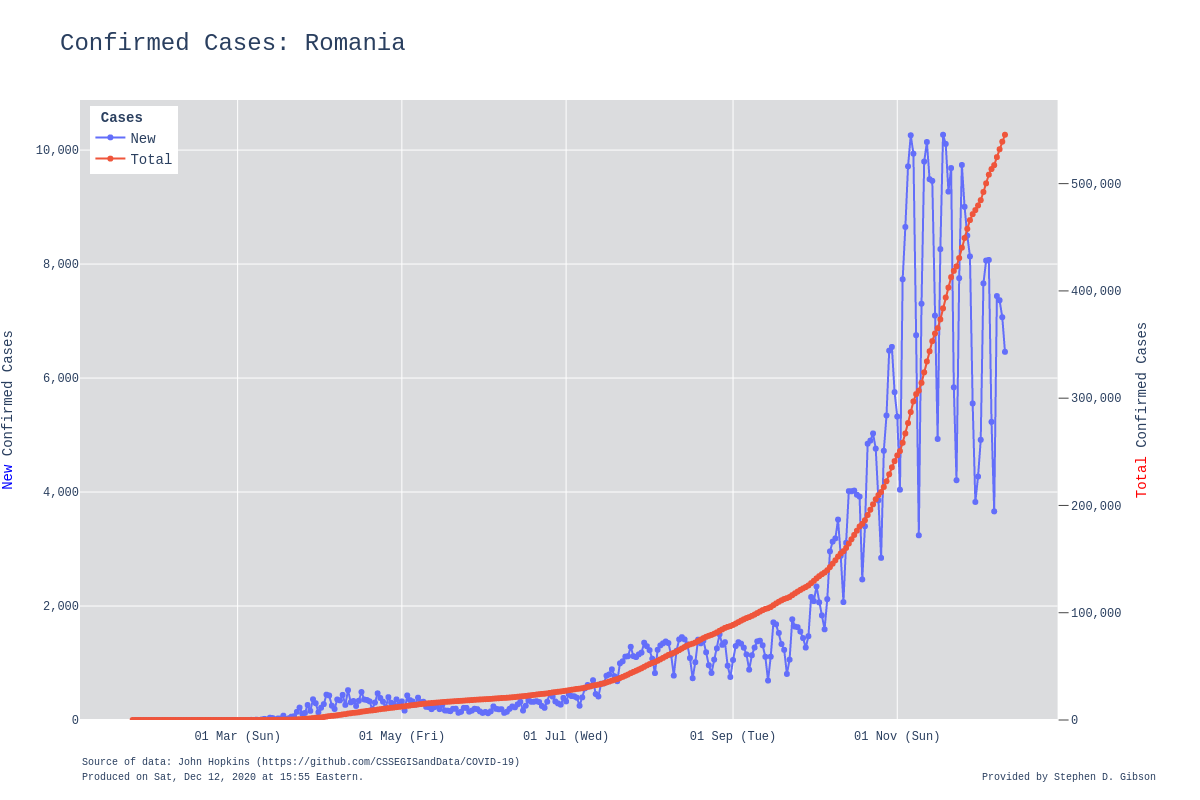 Confirmed Cases: Romania
Cases
New
Total
10,000
8,000
6,000
4,000
2,000
0
500,000
400,000
300,000
200,000
100,000
0
New Confirmed Cases
Total Confirmed Cases
01 Mar (Sun)
01 May (Fri)
01 Jul (Wed)
01 Sep (Tue)
01 Nov (Sun)
Source of data: John Hopkins (https://github.com/CSSEGISandData/COVID-19)
Produced on Sat, Dec 12, 2020 at 15:55 Eastern.
Provided by Stephen D. Gibson